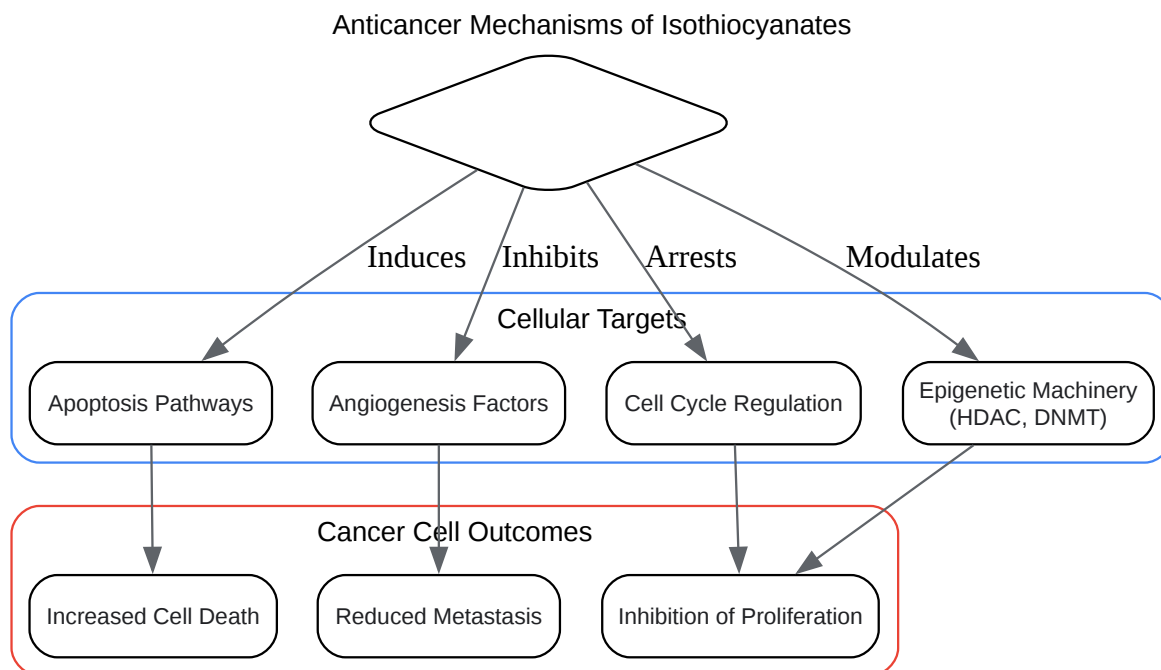 Anticancer Mechanisms of Isothiocyanates
Induces
Inhibits
Arrests
Modulates
Cellular Targets
Apoptosis Pathways
Angiogenesis Factors
Cell Cycle Regulation
Epigenetic Machinery
(HDAC, DNMT)
Cancer Cell Outcomes
Increased Cell Death
Reduced Metastasis
Inhibition of Proliferation